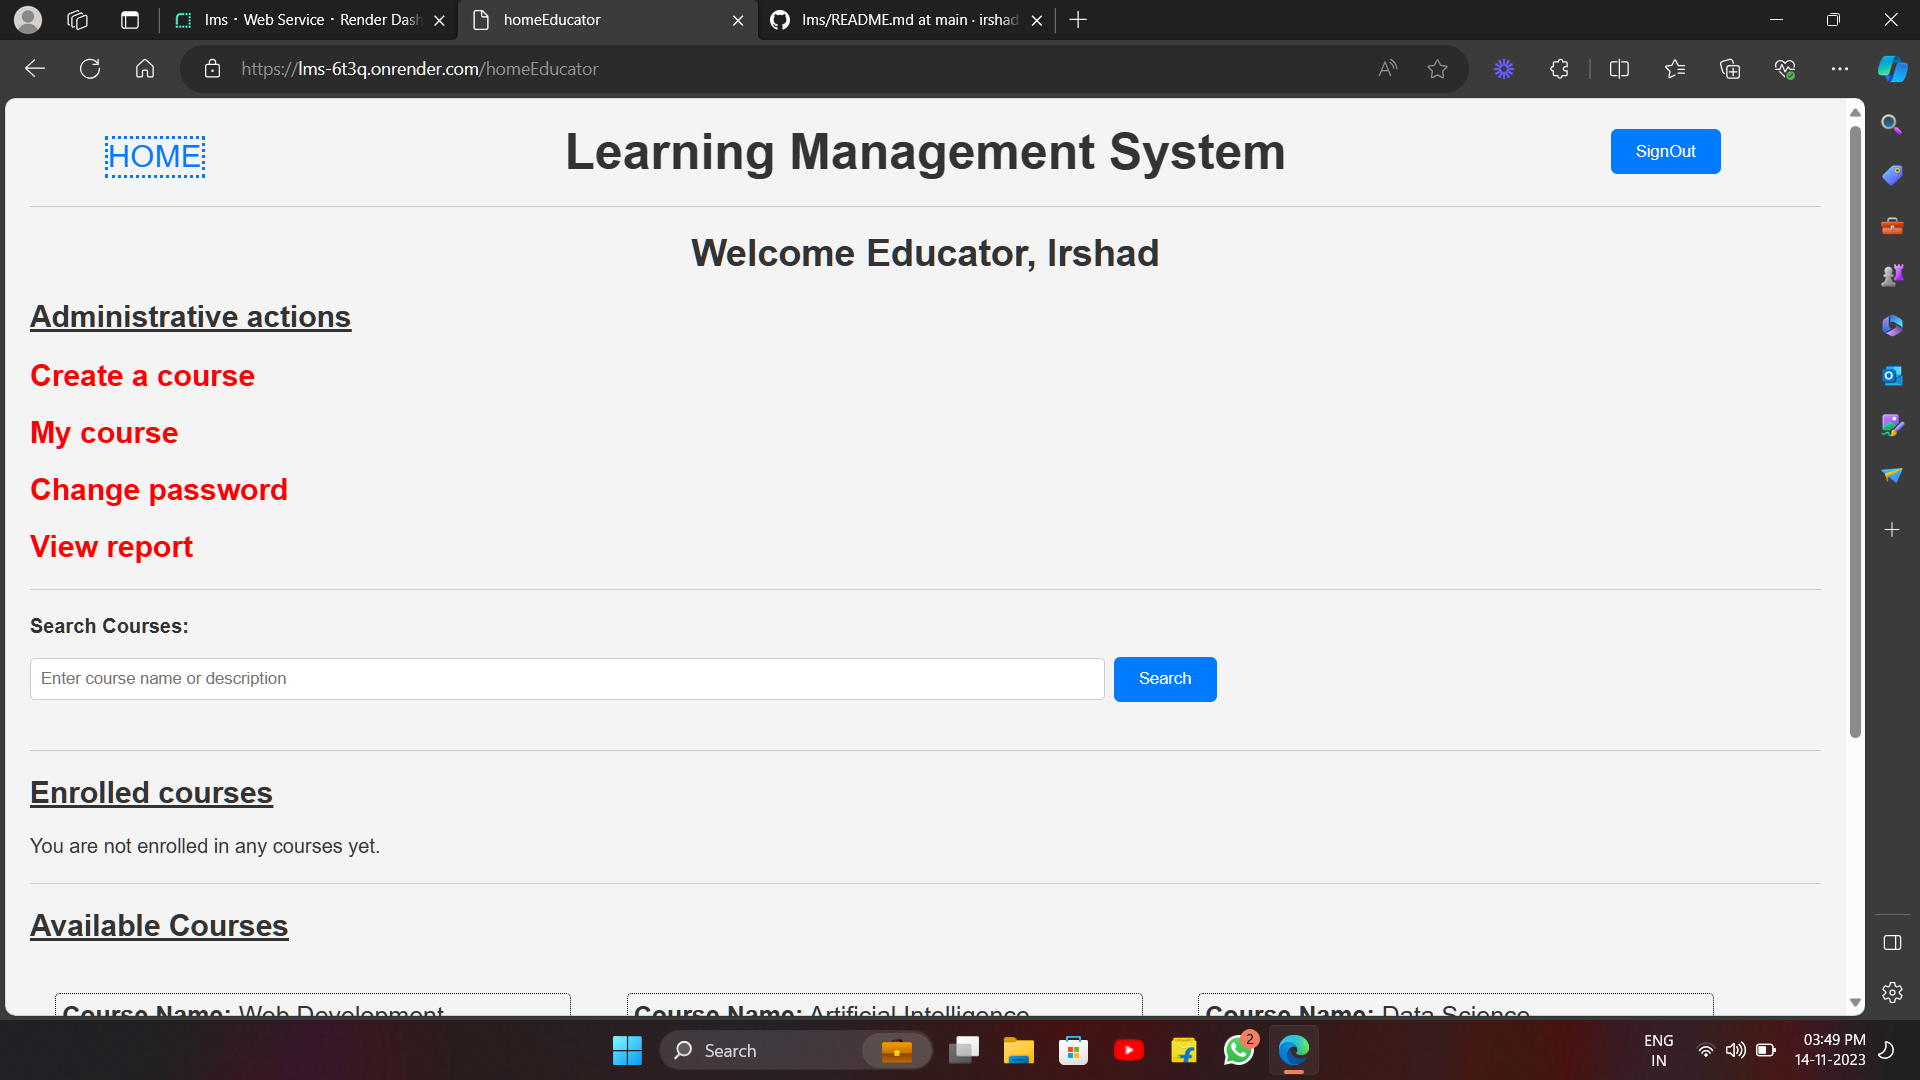 lms · Web Service · Render Dash
homeEducator
lms/README.md at main · irshad
https://lms-6t3q.onrender.com/homeEducator
HOME
Learning Management System
SignOut
Welcome Educator, Irshad
Administrative actions
Create a course
My course
Change password
View report
Search Courses:
Enter course name or description
Search
Enrolled courses
You are not enrolled in any courses yet.
Available Courses
Course Name: Web Development
Course Name: Artificial Intelligence
Course Name: Data Science
Search
2
ENG
IN
03:49 PM
14-11-2023